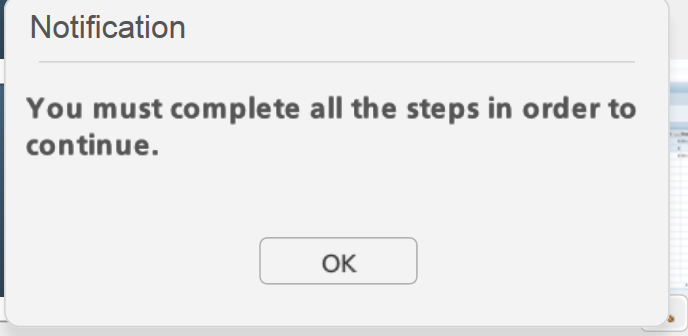 Notification
You must complete all the steps in order to
continue.
OK